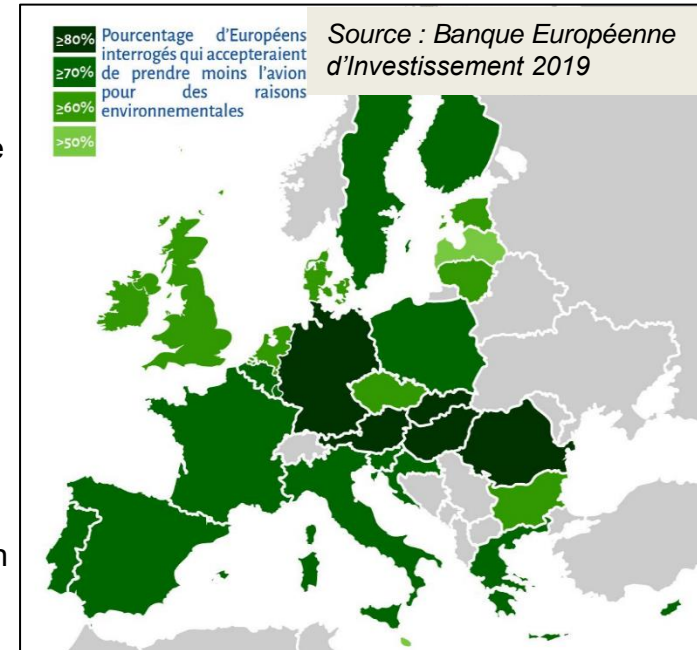 ≥80%
≥70%
≥60%
>50%
Pourcentage d'Européens
interrogés qui accepteraient
de prendre moins l'avion
pour des raisons
environnementales
Source : Banque Européenne
d'Investissement 2019
e
n